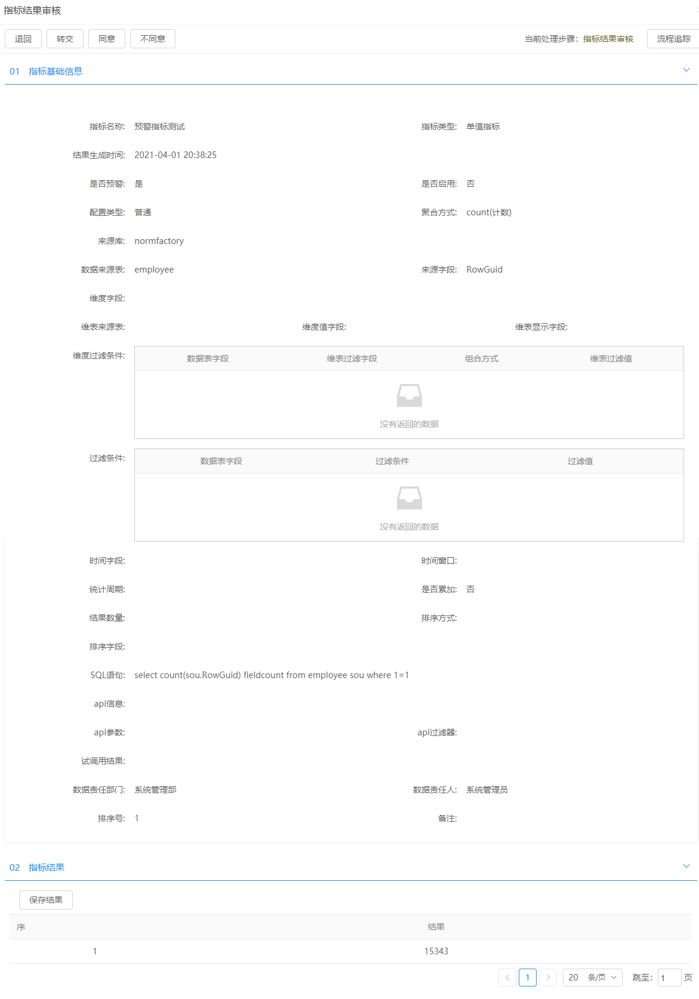 指标结果审核
退回 转交 同意 不同意 当前处理步骤：指标结果审核 流程追踪
01 指标基础信息
指标名称: 预警指标测试 指标类型: 单值指标
结果生成时间: 2021-04-01 20:38:25
是否预警: 是 是否启用: 否
配置类型: 普通 聚合方式: count(计数)
来源库: normfactory
数据来源表: employee 来源字段: RowGuid
维度字段:
维表来源表: 维度值字段: 维表显示字段:
维度过滤条件: 数据表字段 维表过滤字段 组合方式 维表过滤值
没有返回的数据
过滤条件: 数据表字段 过滤条件 过滤值
没有返回的数据
时间字段: 时间窗口:
统计周期: 是否累加: 否
结果数量: 排序方式:
排序字段:
SQL语句: select count(sou.RowGuid) fieldcount from employee sou where 1=1
api信息:
api参数: api过滤器:
试调用结果:
数据责任部门: 系统管理部 数据责任人: 系统管理员
排序号: 1 备注:
02 指标结果
保存结果
序 结果
1 15343
1 20 条/页 跳至: 1 页